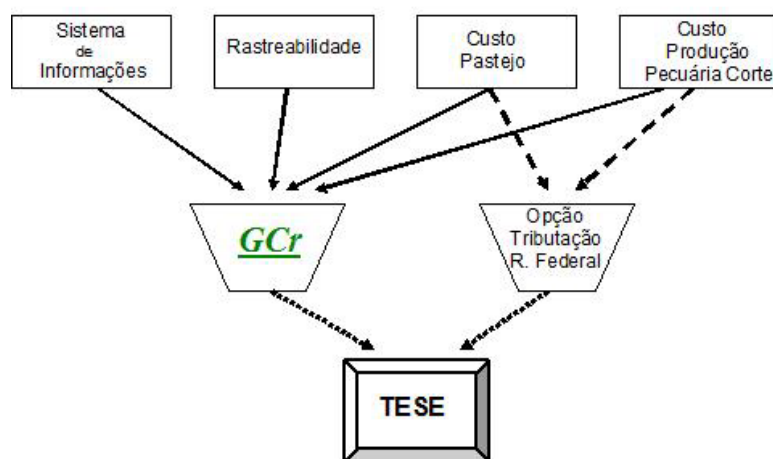 Sistema
de
Informações
Rastreabilidade
Custo
Pastejo
Custo
Produção
Pecuária Corte
GCr
Opção
Tributação
R. Federal
TESE